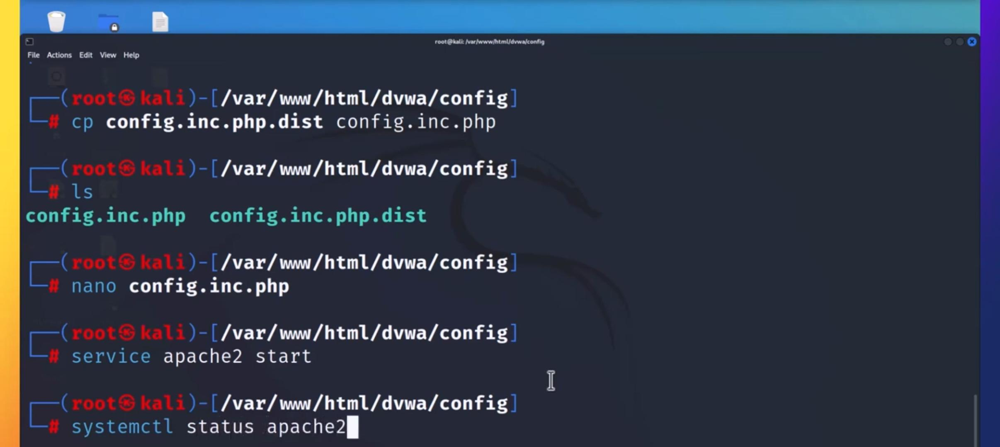 root@kali: /var/www/html/dvwa/config
File Actions Edit View Help
(root㉿kali)-[/var/www/html/dvwa/config]
# cp config.inc.php.dist config.inc.php
(root㉿kali)-[/var/www/html/dvwa/config]
# ls
config.inc.php config.inc.php.dist
(root㉿kali)-[/var/www/html/dvwa/config]
# nano config.inc.php
(root㉿kali)-[/var/www/html/dvwa/config]
# service apache2 start
(root㉿kali)-[/var/www/html/dvwa/config]
# systemctl status apache2